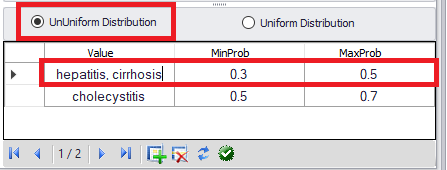 UnUniform Distribution Uniform Distribution
Value MinProb MaxProb
hepatitis, cirrhosis 0.3 0.5
cholecystitis 0.5 0.7
1 / 2